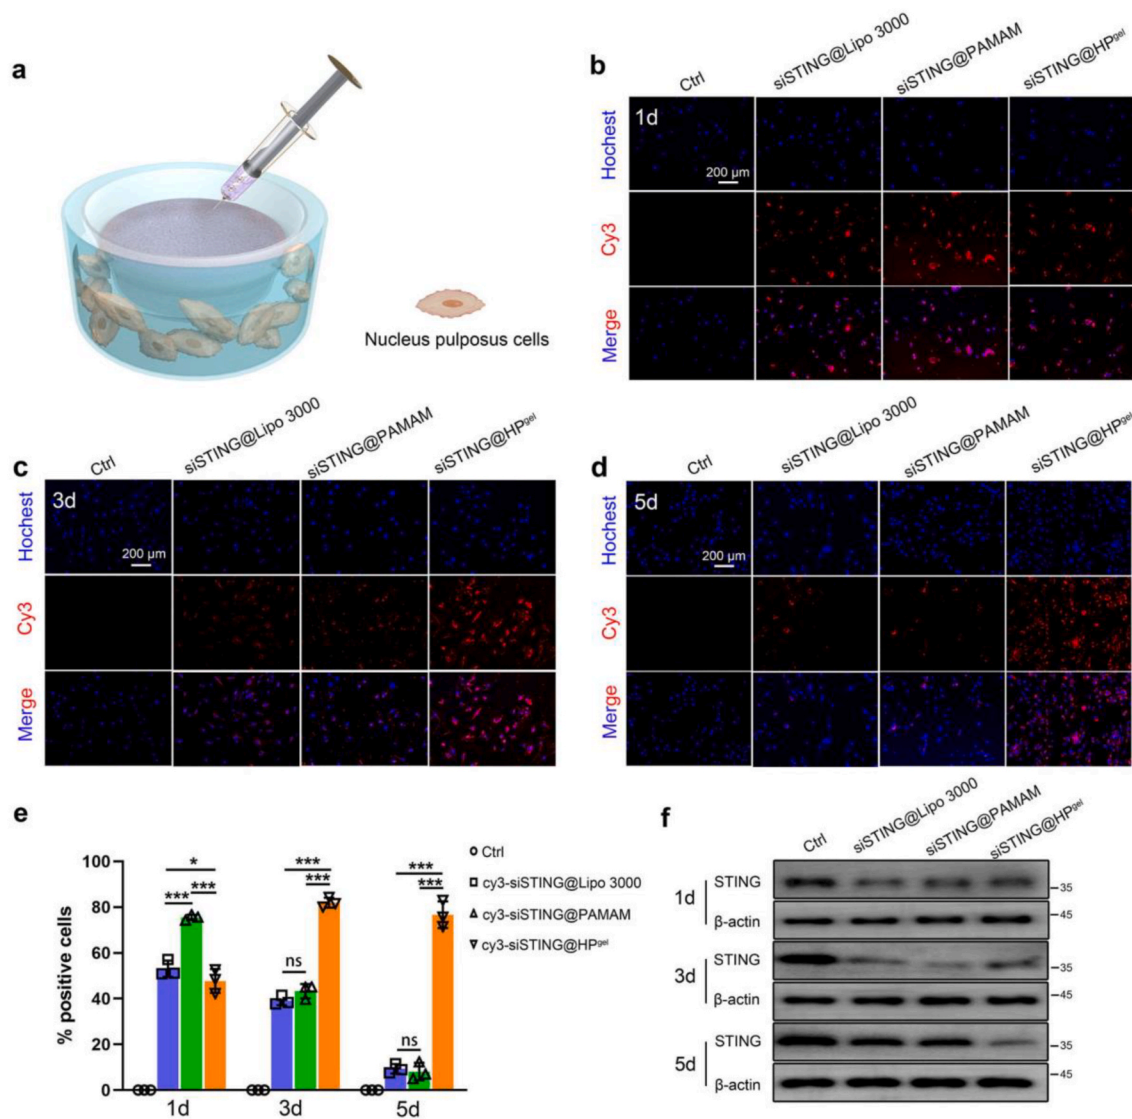 a
Nucleus pulposus cells
b
Ctrl
siSTING@Lipo 3000
siSTING@PAMAM
siSTING@HPgel
1d
200 μm
Hochest
Cy3
Merge
c
Ctrl
siSTING@Lipo 3000
siSTING@PAMAM
siSTING@HPgel
3d
200 μm
Hochest
Cy3
Merge
d
Ctrl
siSTING@Lipo 3000
siSTING@PAMAM
siSTING@HPgel
5d
200 μm
Hochest
Cy3
Merge
e
% positive cells
100
80
60
40
20
0
*
*** ***
***
***
ns
***
***
ns
1d 3d 5d
Ctrl
cy3-siSTING@Lipo 3000
cy3-siSTING@PAMAM
cy3-siSTING@HPgel
f
Ctrl
siSTING@Lipo 3000
siSTING@PAMAM
siSTING@HPgel
1d
STING
35
β-actin
45
3d
STING
35
β-actin
45
5d
STING
35
β-actin
45